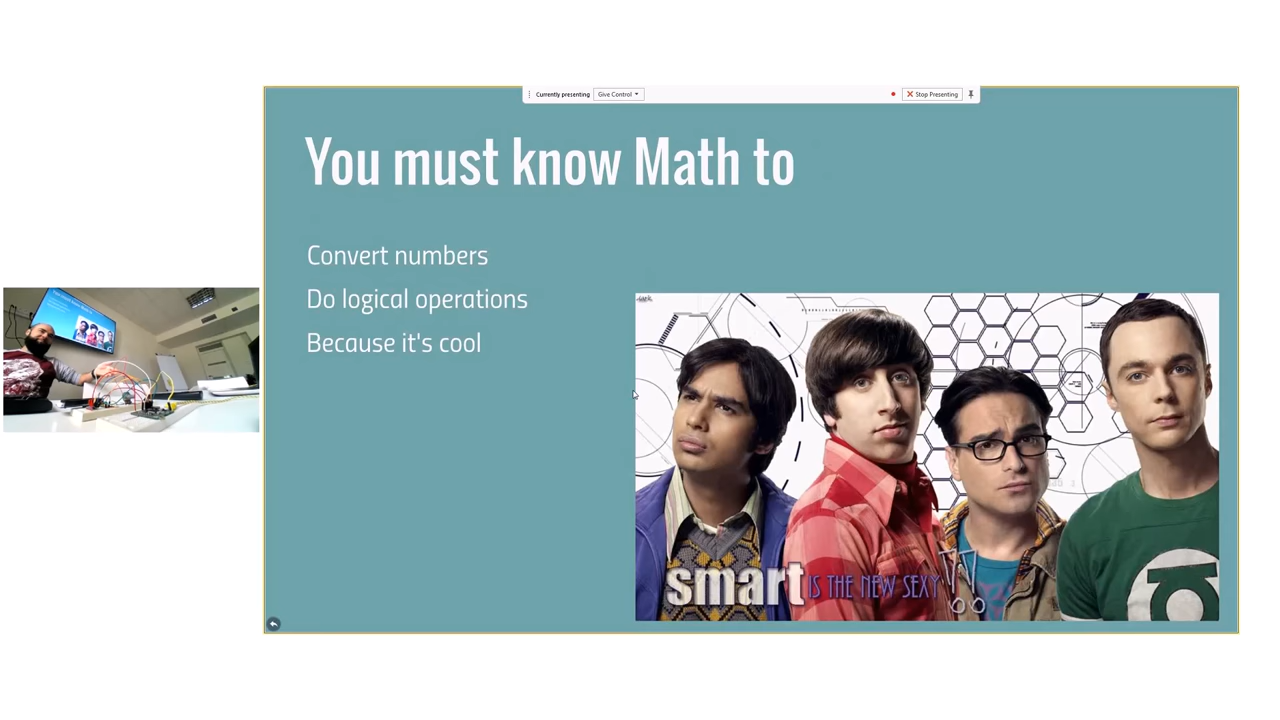 Currently presenting Give Control Stop Presenting
You must know Math to
Convert numbers
Do logical operations
Because it's cool
smart IS THE NEW SEXY !!